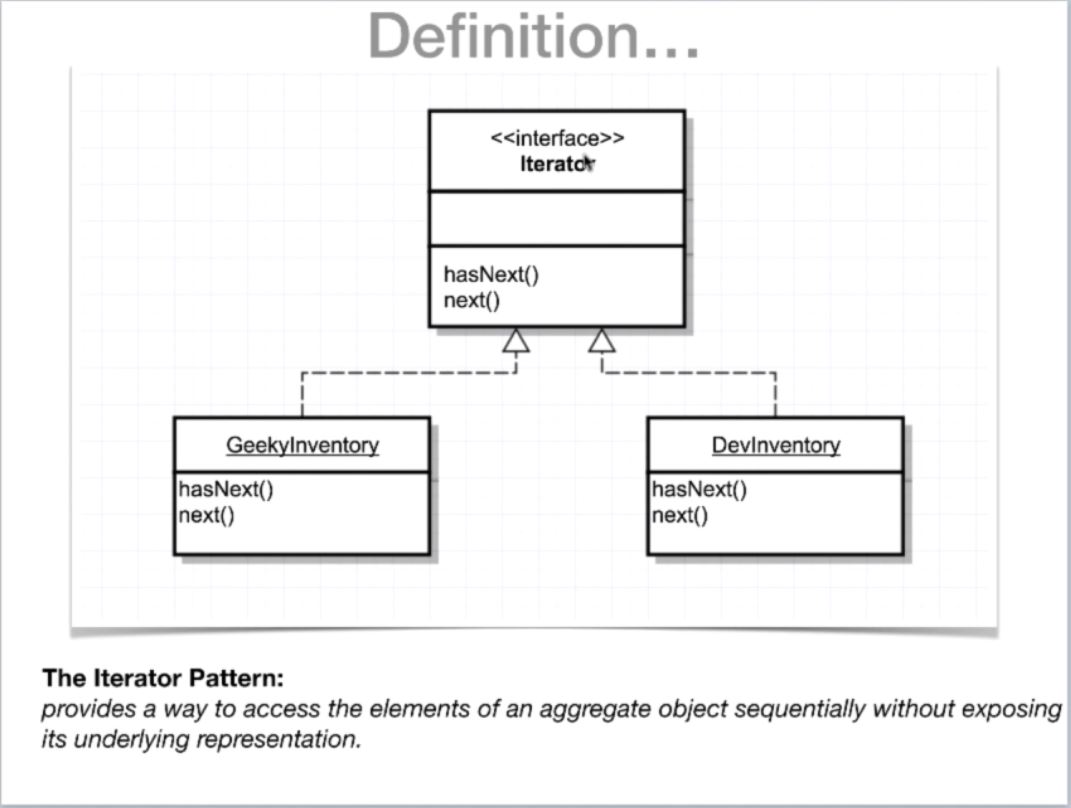 Definition...
<<interface>>
Iterator
hasNext()
next()
GeekyInventory
hasNext()
next()
DevInventory
hasNext()
next()
The Iterator Pattern:
provides a way to access the elements of an aggregate object sequentially without exposing
its underlying representation.